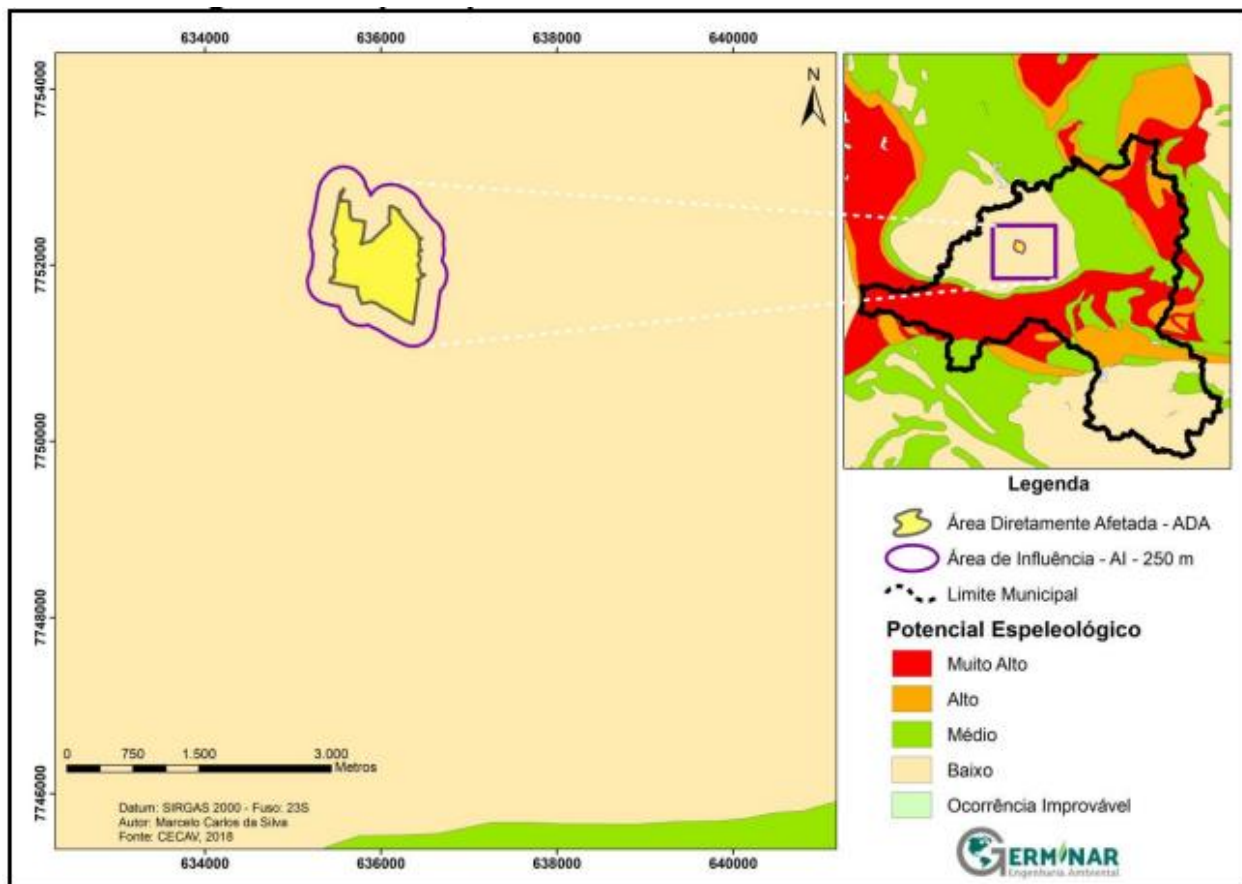 634000 636000 638000 640000
7754000
7752000
7750000
7748000
7746000
N
0 750 1.500 3.000
Metros
Datum: SIRGAS 2000 - Fuso: 23S
Autor: Marcelo Carlos da Silva
Fonte: CECAV, 2018
634000 636000 638000 640000
Legenda
Área Diretamente Afetada - ADA
Área de Influência - AI - 250 m
Limite Municipal
Potencial Espeleológico
Muito Alto
Alto
Médio
Baixo
Ocorrência Improvável
GERMINAR
Engenharia Ambiental